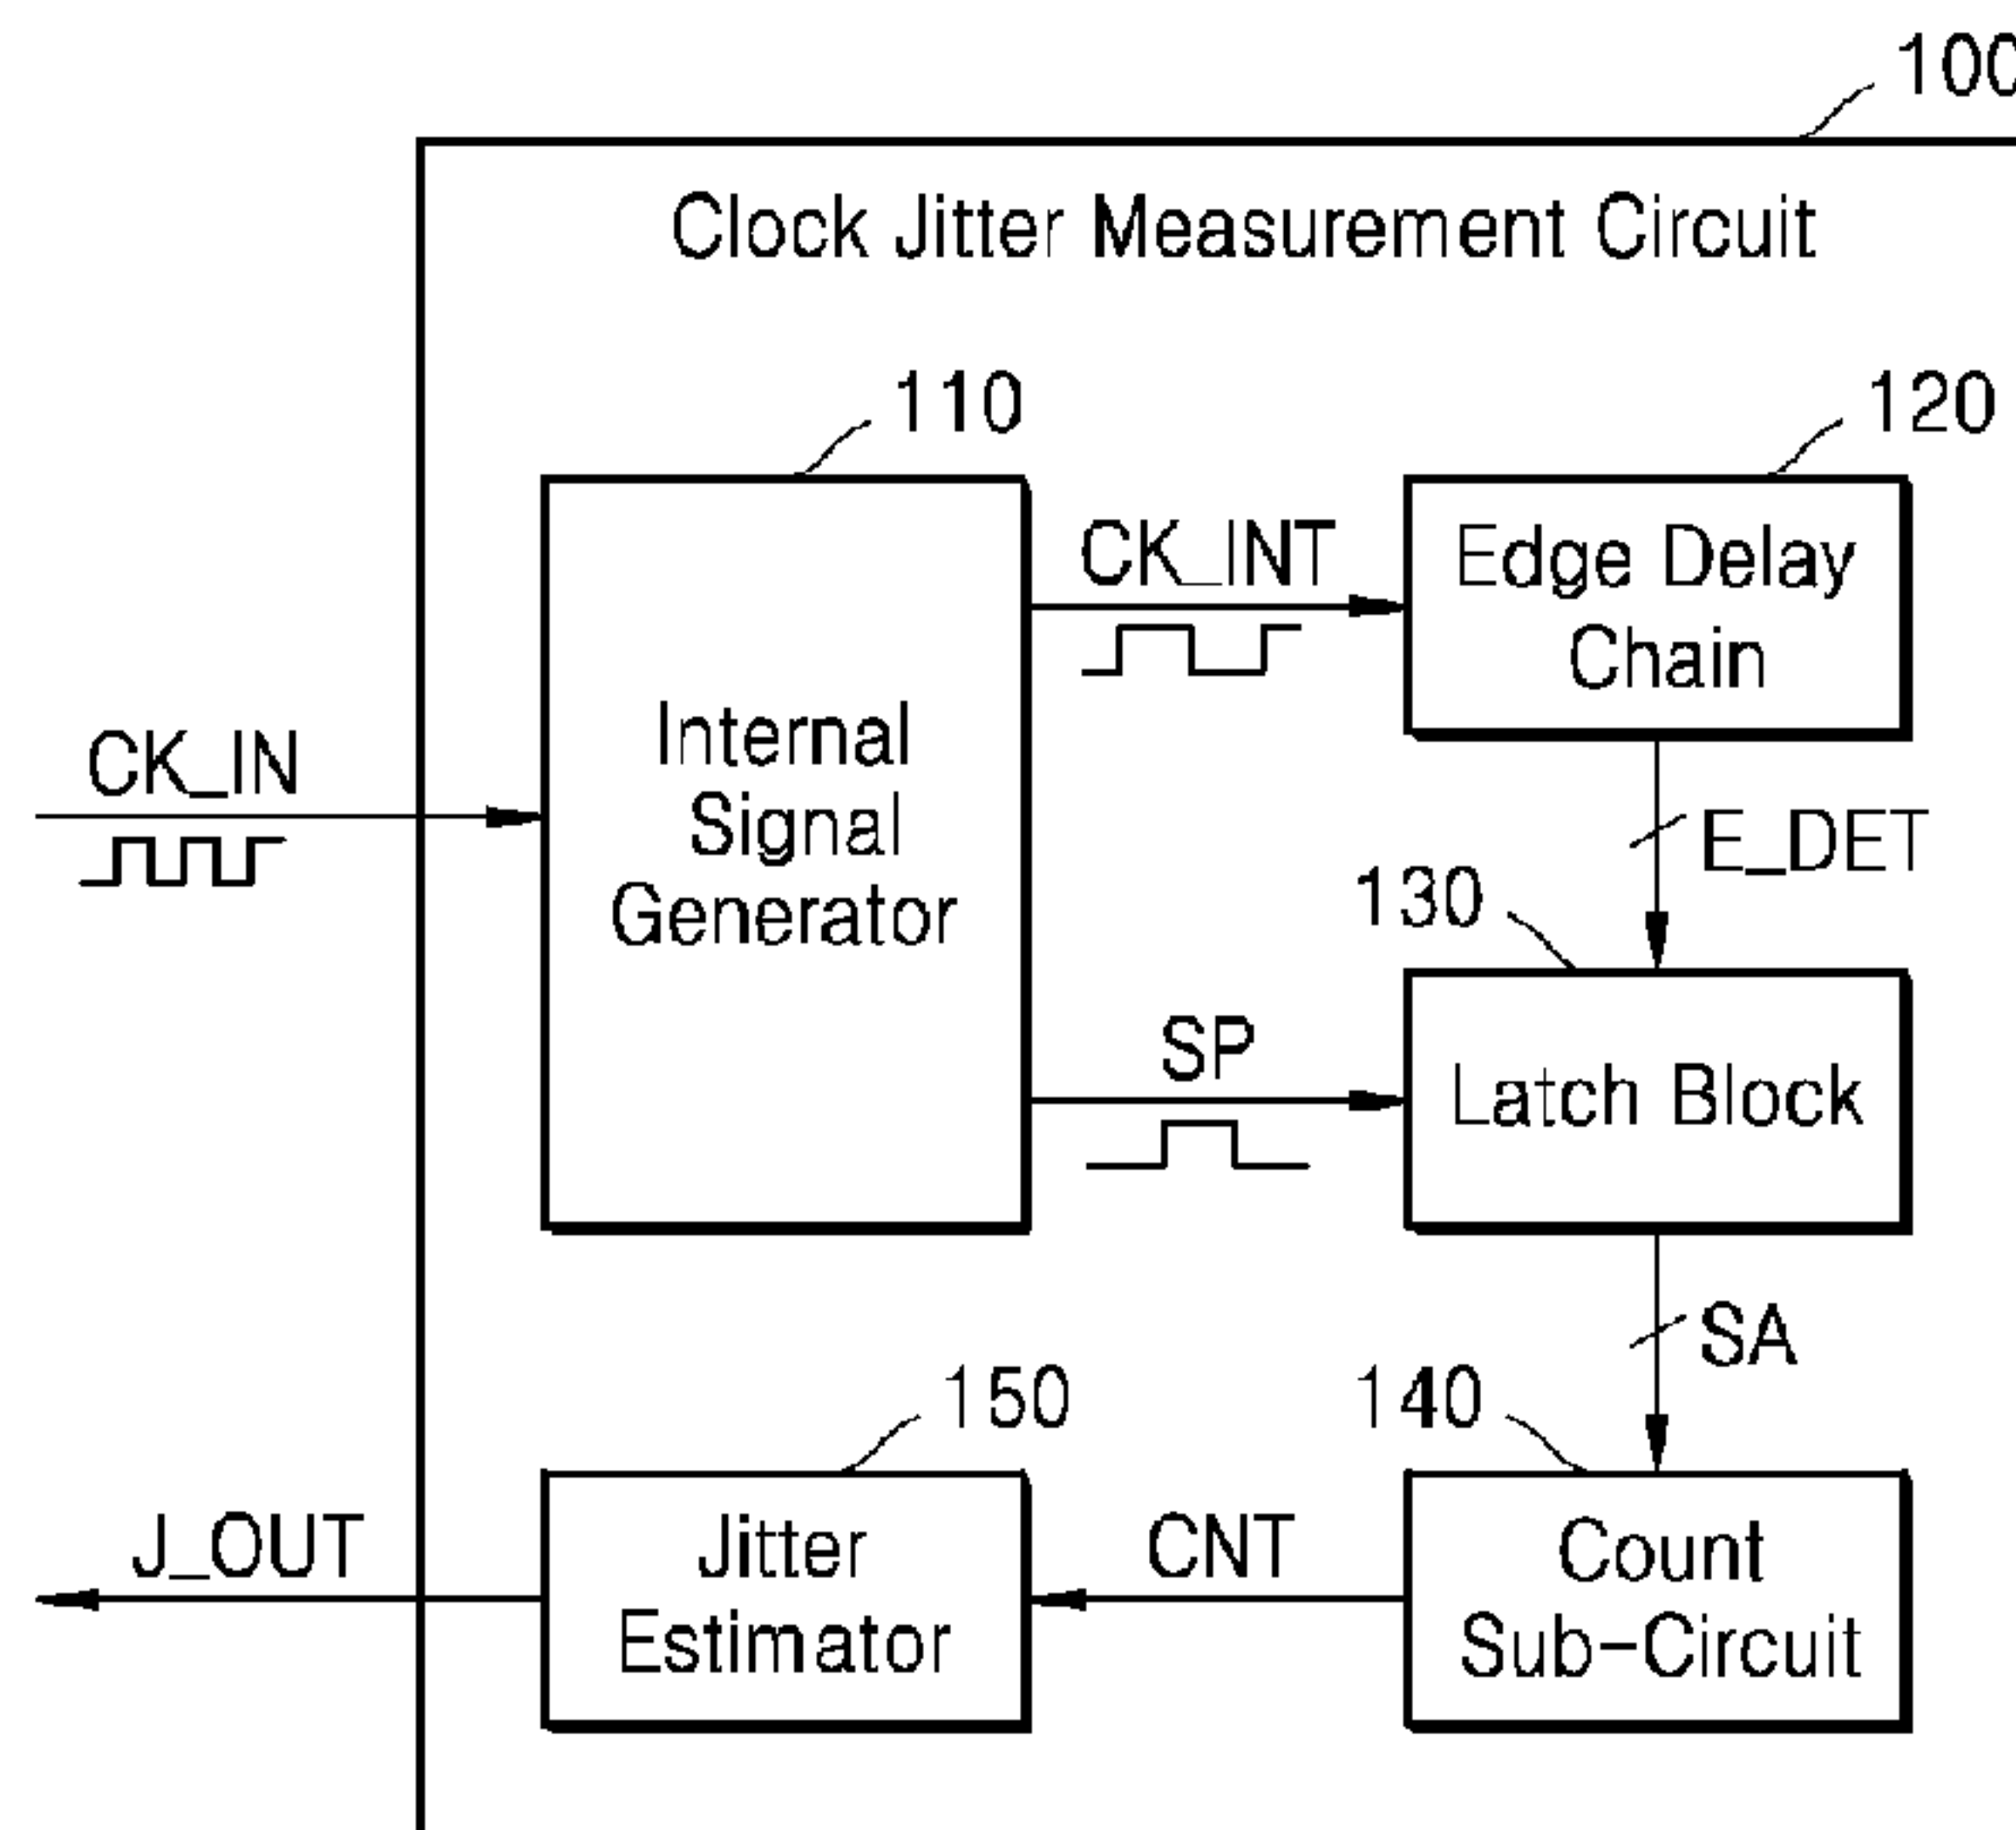 100
Clock Jitter Measurement Circuit
110
120
CK_INT
Edge Delay
Chain
CK_IN
Internal
Signal
Generator
E_DET
130
SP
Latch Block
SA
150
140
J_OUT
Jitter
Estimator
CNT
Count
Sub-Circuit